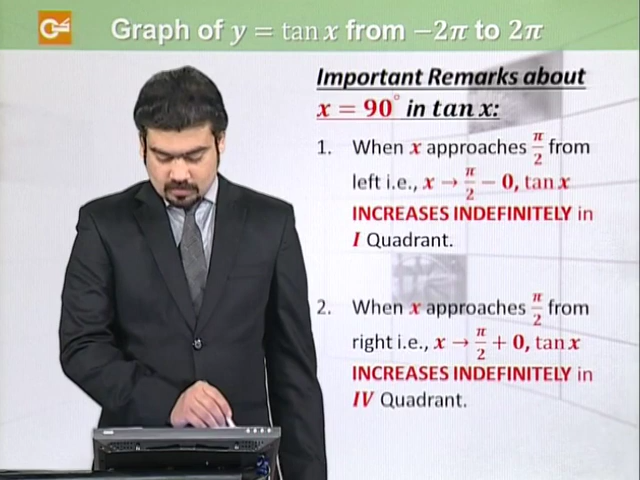 Graph of y = tan x from −2π to 2π
Important Remarks about
x = 90° in tan x:
1. When x approaches π/2 from
left i.e., x → π/2 − 0, tan x
INCREASES INDEFINITELY in
I Quadrant.
2. When x approaches π/2 from
right i.e., x → π/2 + 0, tan x
INCREASES INDEFINITELY in
IV Quadrant.